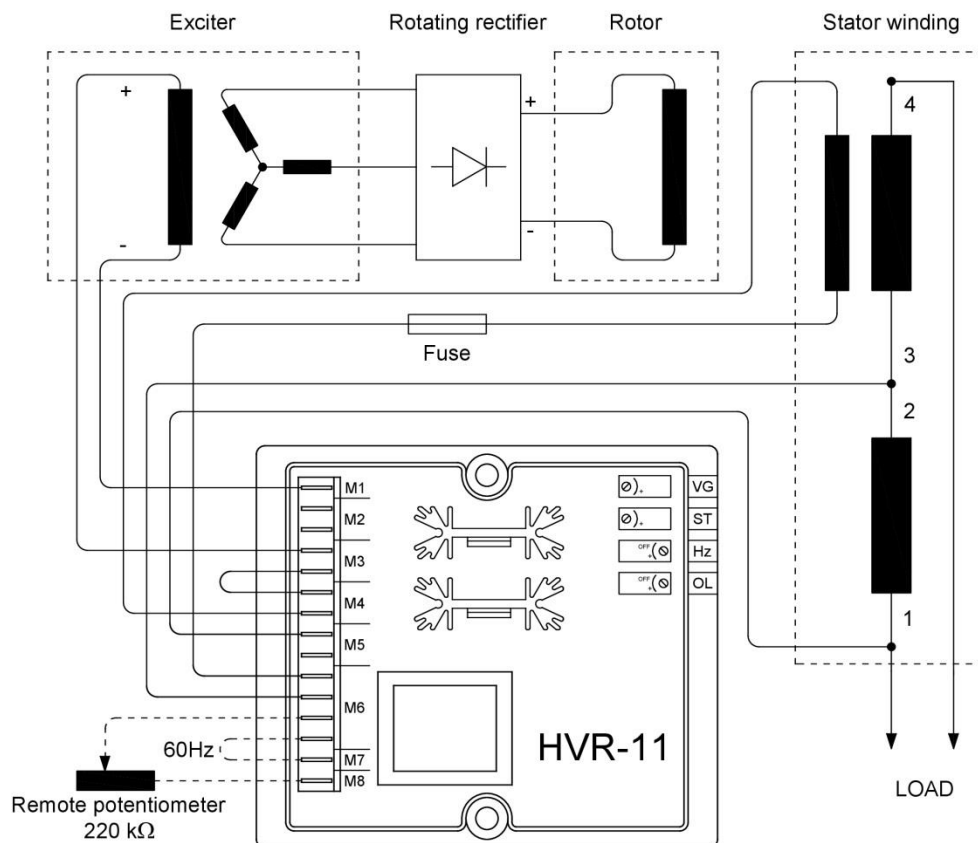 Exciter
Rotating rectifier
Rotor
Stator winding
+
-
+
-
4
3
2
1
Fuse
M1
M2
M3
M4
M5
M6
M7
M8
VG
ST
OFF
Hz
OFF
OL
60Hz
HVR-11
Remote potentiometer
220 kΩ
LOAD